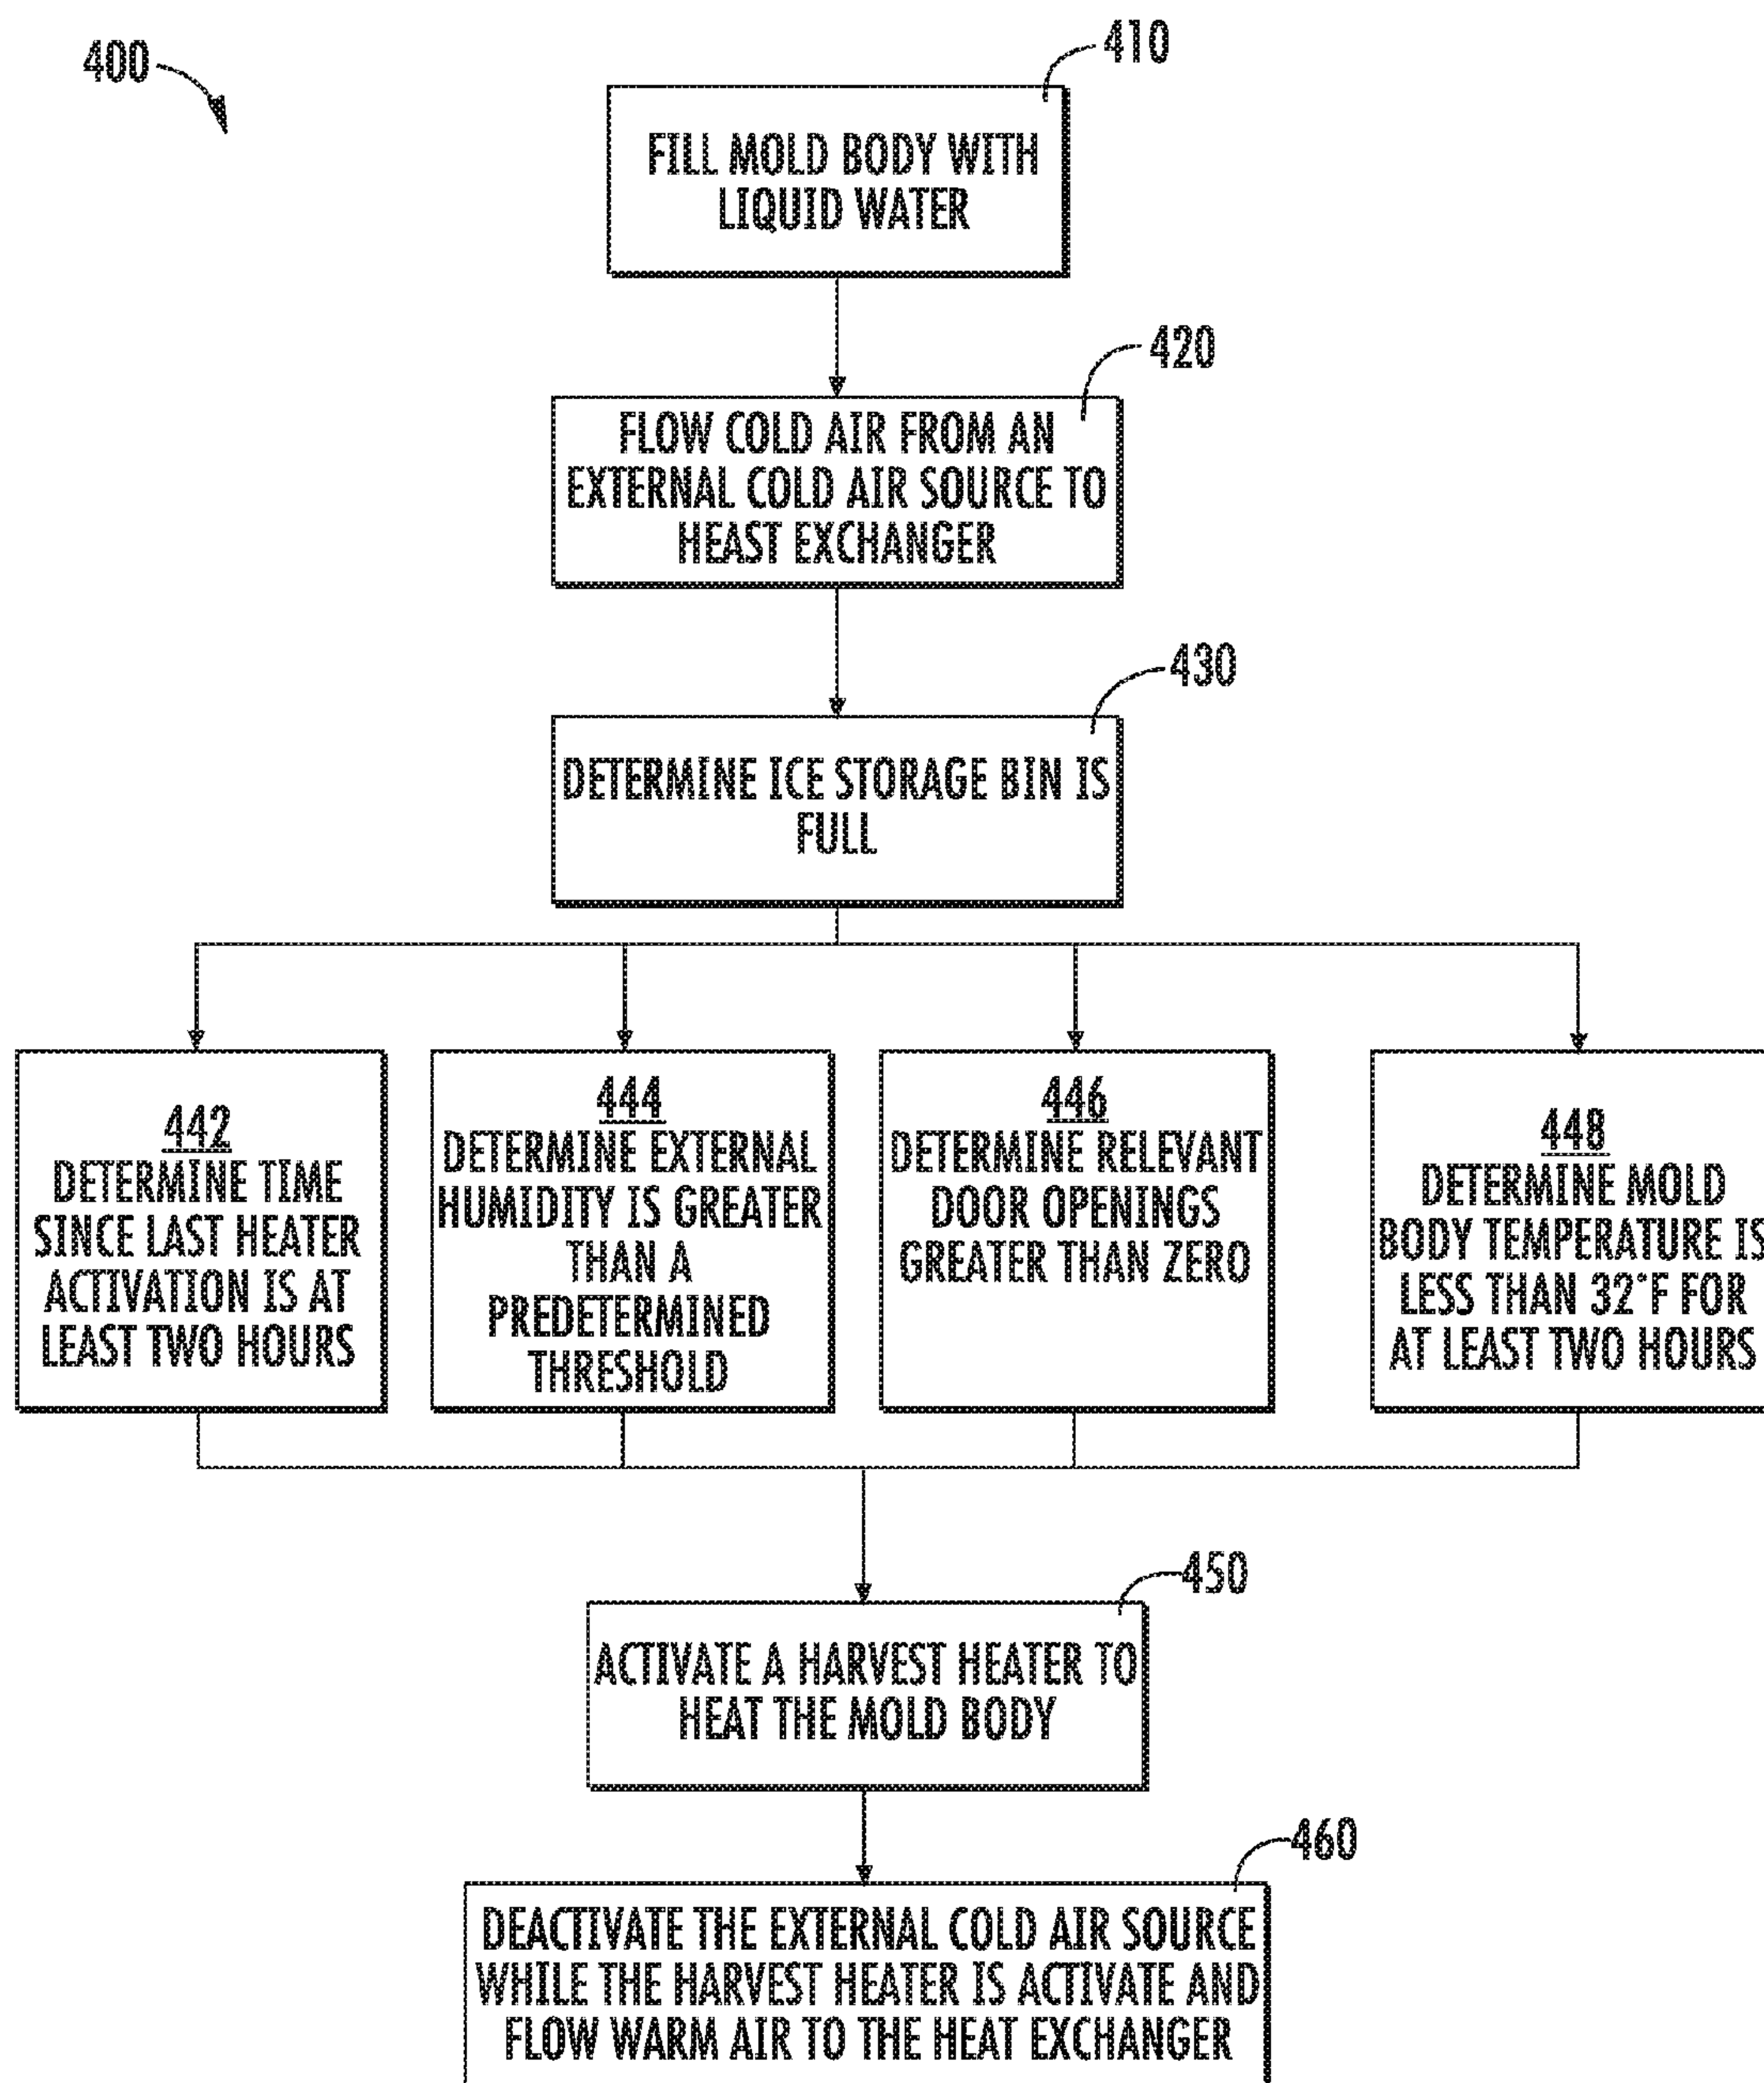 400
410
FILL MOLD BODY WITH
LIQUID WATER
420
FLOW COLD AIR FROM AN
EXTERNAL COLD AIR SOURCE TO
HEAST EXCHANGER
430
DETERMINE ICE STORAGE BIN IS
FULL
442
DETERMINE TIME
SINCE LAST HEATER
ACTIVATION IS AT
LEAST TWO HOURS
444
DETERMINE EXTERNAL
HUMIDITY IS GREATER
THAN A
PREDETERMINED
THRESHOLD
446
DETERMINE RELEVANT
DOOR OPENINGS
GREATER THAN ZERO
448
DETERMINE MOLD
BODY TEMPERATURE IS
LESS THAN 32°F FOR
AT LEAST TWO HOURS
450
ACTIVATE A HARVEST HEATER TO
HEAT THE MOLD BODY
460
DEACTIVATE THE EXTERNAL COLD AIR SOURCE
WHILE THE HARVEST HEATER IS ACTIVATE AND
FLOW WARM AIR TO THE HEAT EXCHANGER